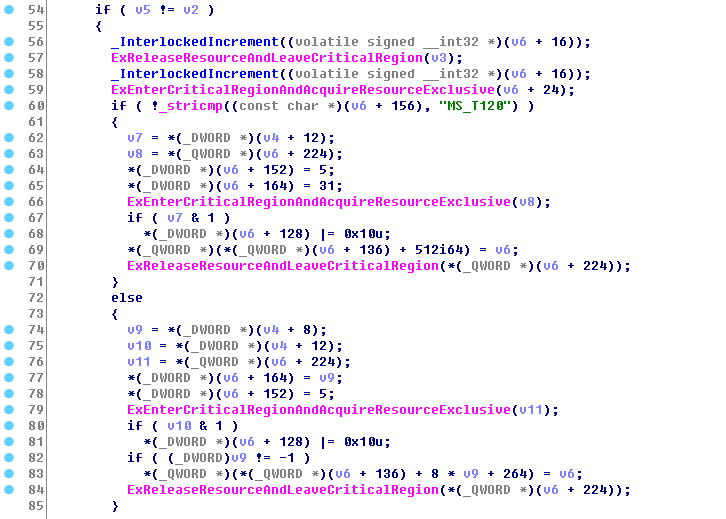 54 if ( v5 != v2 )
55 {
56 _InterlockedIncrement((volatile signed __int32 *)(v6 + 16));
57 ExReleaseResourceAndLeaveCriticalRegion(v3);
58 _InterlockedIncrement((volatile signed __int32 *)(v6 + 16));
59 ExEnterCriticalRegionAndAcquireResourceExclusive(v6 + 24);
60 if ( !_stricmp((const char *)(v6 + 156), "MS_T120") )
61 {
62 v7 = *(_DWORD *)(v4 + 12);
63 v8 = *(_QWORD *)(v6 + 224);
64 *(_DWORD *)(v6 + 152) = 5;
65 *(_DWORD *)(v6 + 164) = 31;
66 ExEnterCriticalRegionAndAcquireResourceExclusive(v8);
67 if ( v7 & 1 )
68 *(_DWORD *)(v6 + 128) |= 0x10u;
69 *(_QWORD *)(*(_QWORD *)(v6 + 136) + 512i64) = v6;
70 ExReleaseResourceAndLeaveCriticalRegion(*(_QWORD *)(v6 + 224));
71 }
72 else
73 {
74 v9 = *(_DWORD *)(v4 + 8);
75 v10 = *(_DWORD *)(v4 + 12);
76 v11 = *(_QWORD *)(v6 + 224);
77 *(_DWORD *)(v6 + 164) = v9;
78 *(_DWORD *)(v6 + 152) = 5;
79 ExEnterCriticalRegionAndAcquireResourceExclusive(v11);
80 if ( v10 & 1 )
81 *(_DWORD *)(v6 + 128) |= 0x10u;
82 if ( (_DWORD)v9 != -1 )
83 *(_QWORD *)(*(_QWORD *)(v6 + 136) + 8 * v9 + 264) = v6;
84 ExReleaseResourceAndLeaveCriticalRegion(*(_QWORD *)(v6 + 224));
85 }